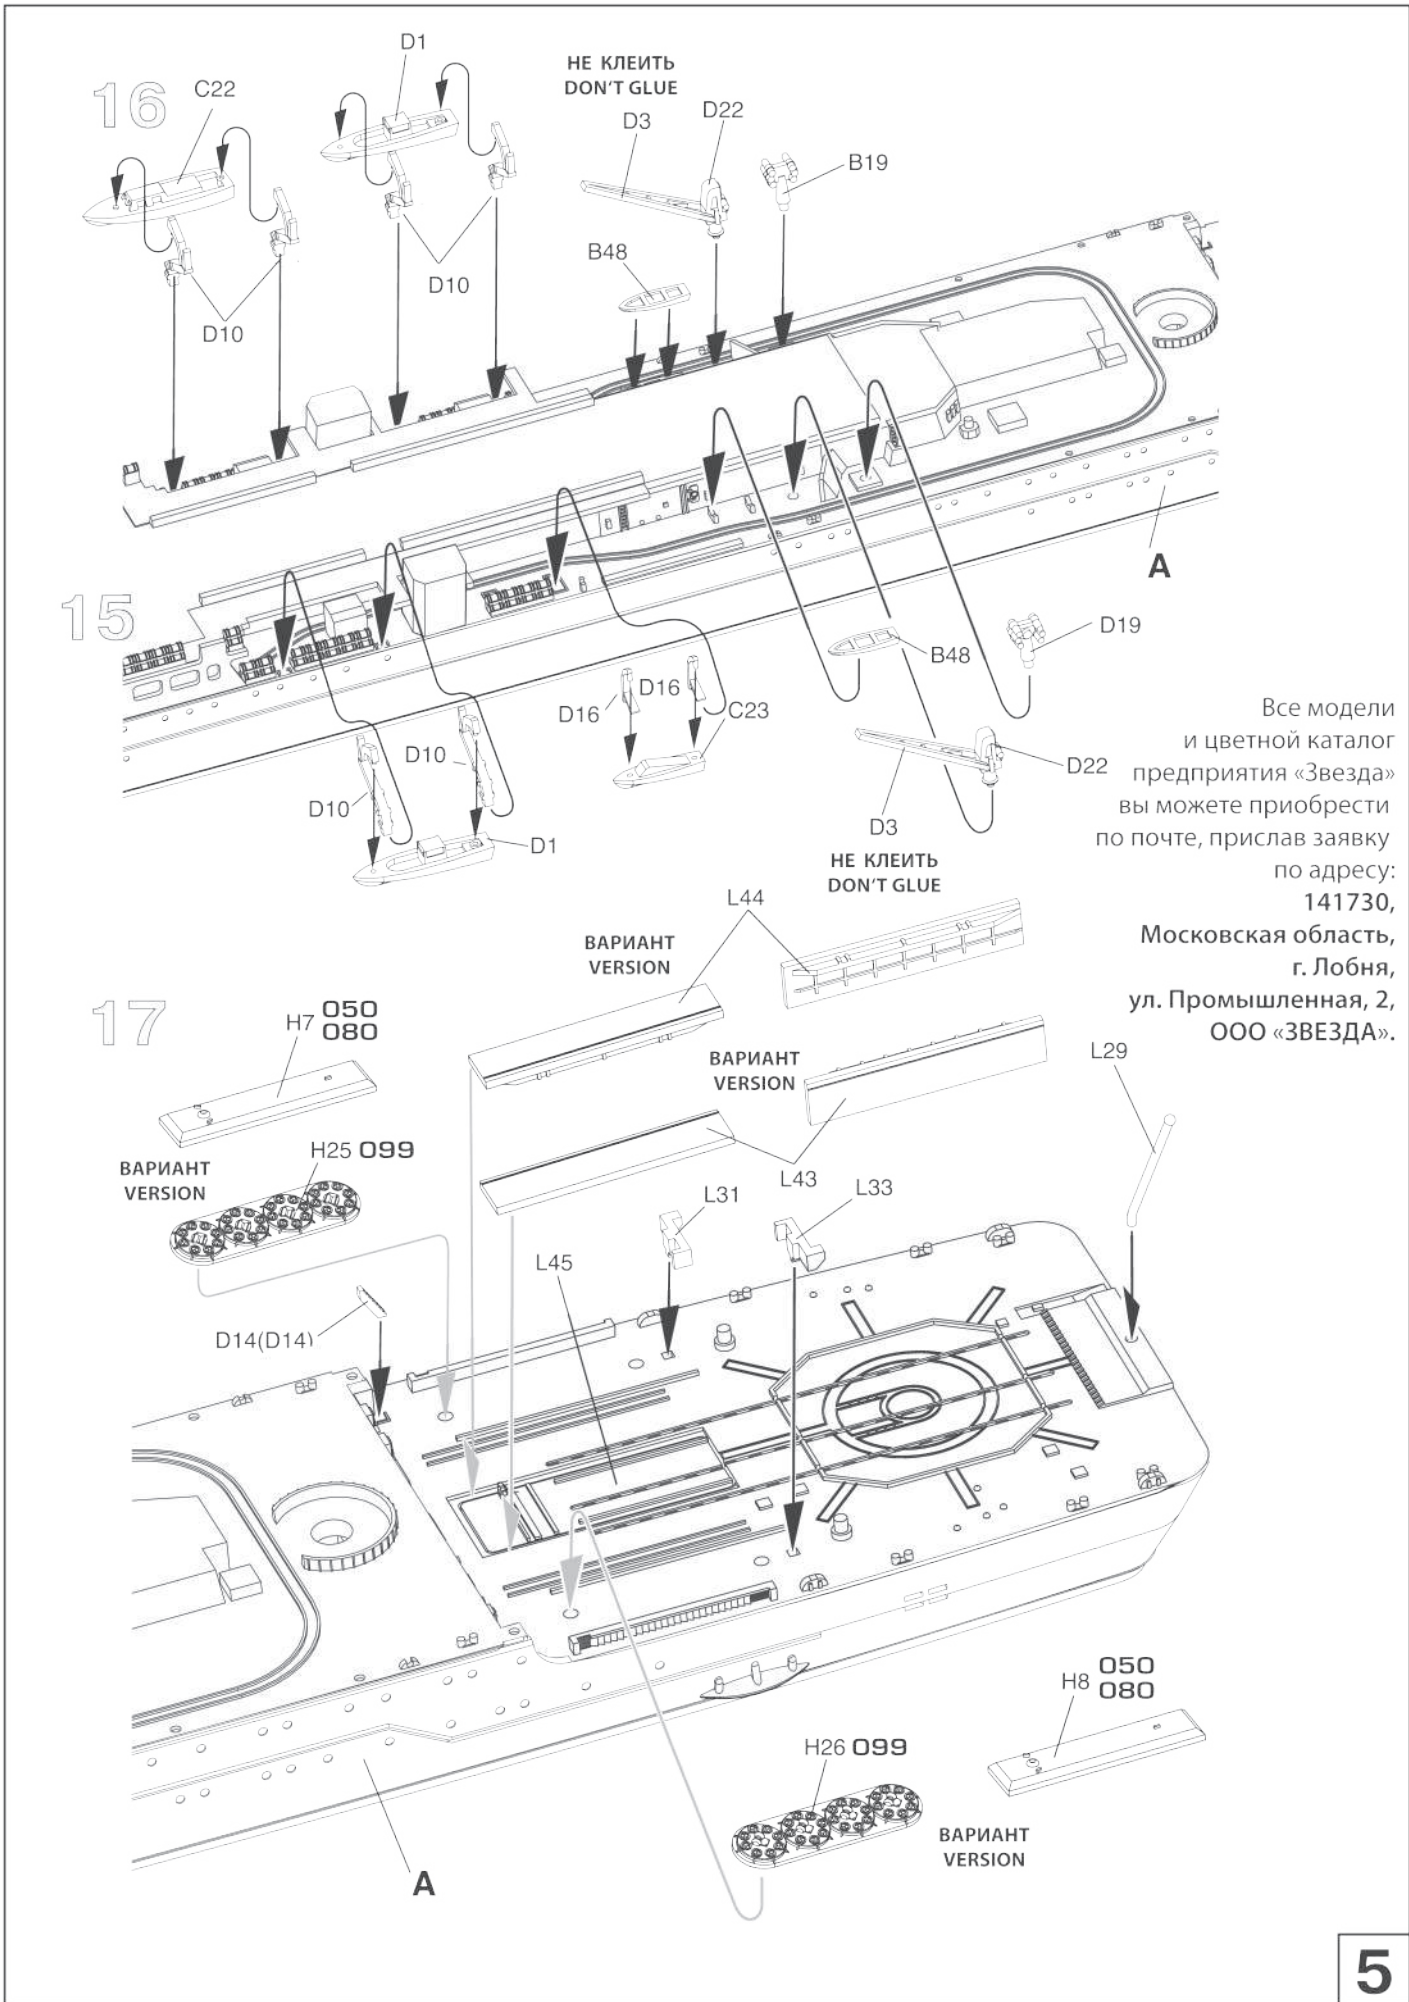 16
C22
D1
НЕ КЛЕИТЬ
DON'T GLUE
D3
D22
B19
B48
D10
D10
A
15
D19
B48
D16
D16
C23
D10
D10
D1
D22
D3
НЕ КЛЕИТЬ
DON'T GLUE
Все модели
и цветной каталог
предприятия «Звезда»
вы можете приобрести
по почте, прислав заявку
по адресу:
141730,
Московская область,
г. Лобня,
ул. Промышленная, 2,
ООО «ЗВЕЗДА».
17
H7 050
080
ВАРИАНТ
VERSION
L44
ВАРИАНТ
VERSION
L29
ВАРИАНТ
VERSION
H25 099
L43
L31
L33
L45
D14(D14)
H8 050
080
H26 099
ВАРИАНТ
VERSION
A
5